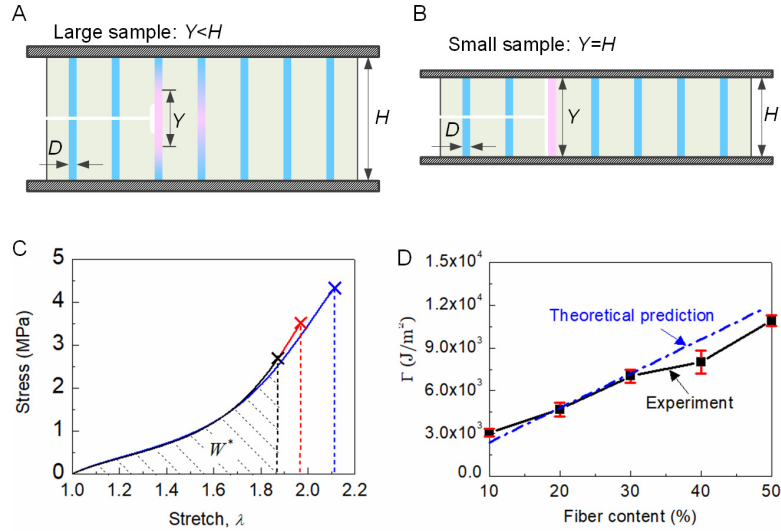 A
Large sample: Y<H
D
Y
H
B
Small sample: Y=H
D
Y
H
C
5
4
3
2
1
0
Stress (MPa)
W*
1.0 1.2 1.4 1.6 1.8 2.0 2.2
Stretch, λ
D
1.5x10⁴
1.2x10⁴
9.0x10³
6.0x10³
3.0x10³
0.0
Γ (J/m²)
Theoretical prediction
Experiment
10 20 30 40 50
Fiber content (%)